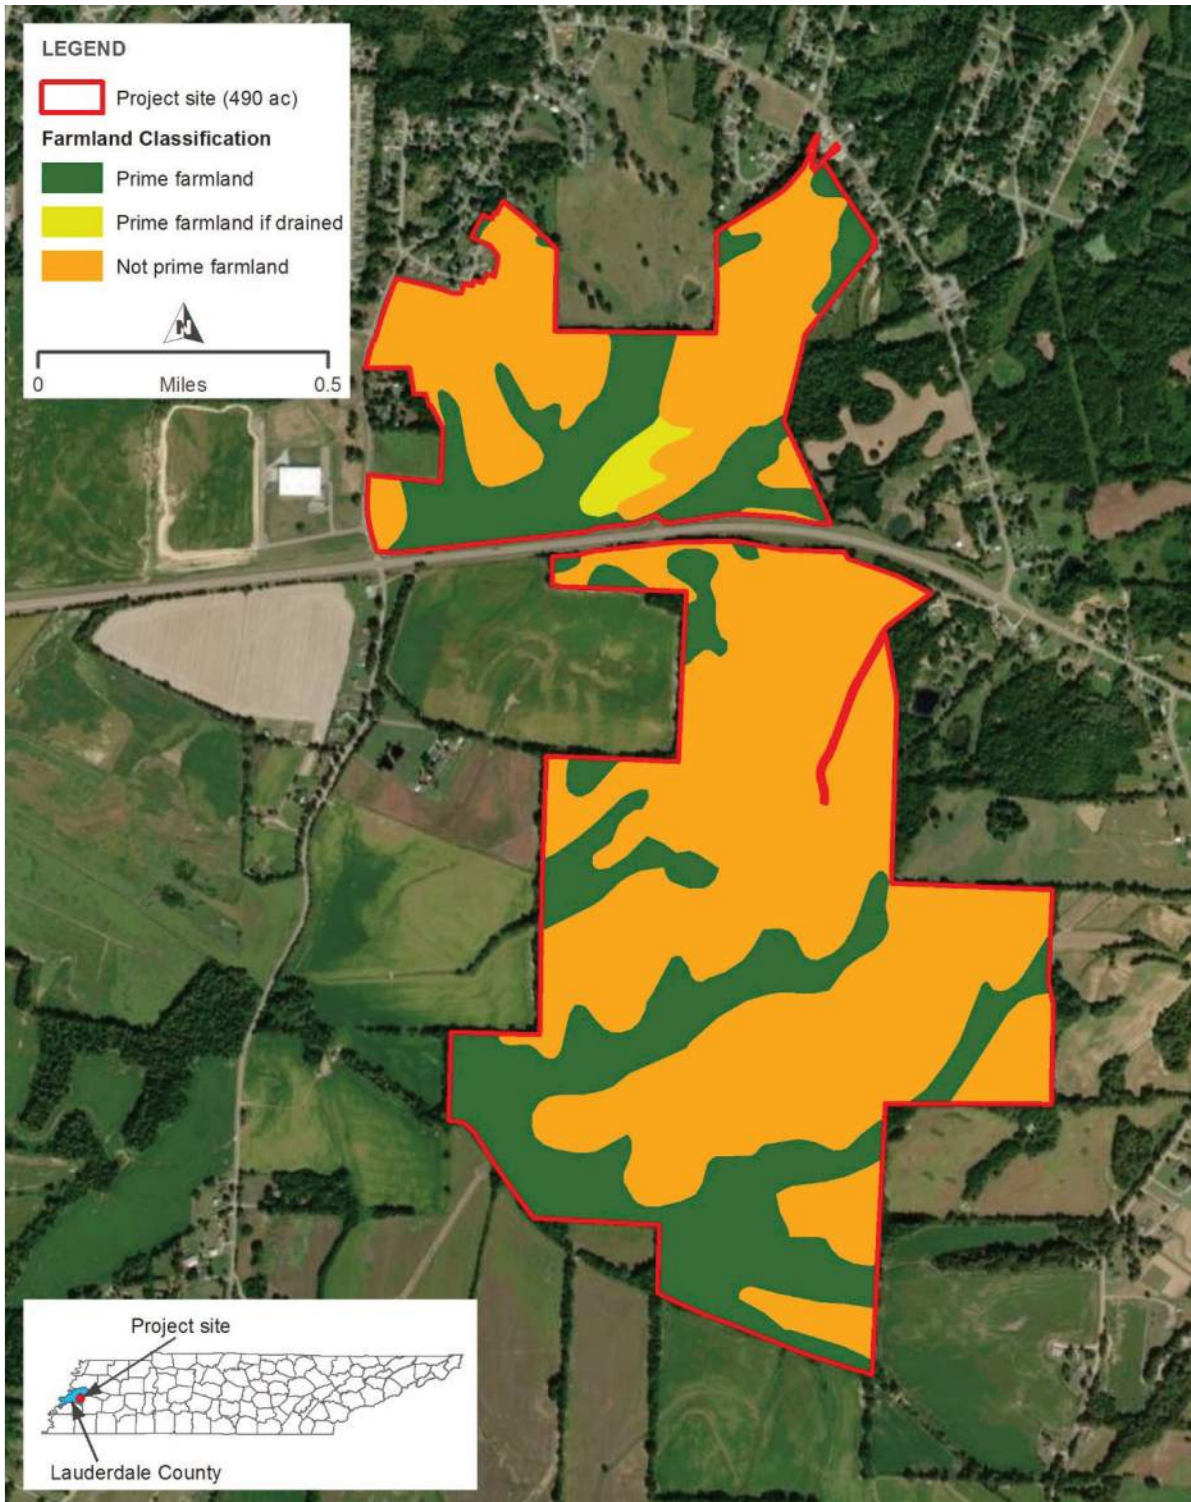 LEGEND
Project site (490 ac)
Farmland Classification
Prime farmland
Prime farmland if drained
Not prime farmland
N
0 Miles 0.5
Project site
Lauderdale County